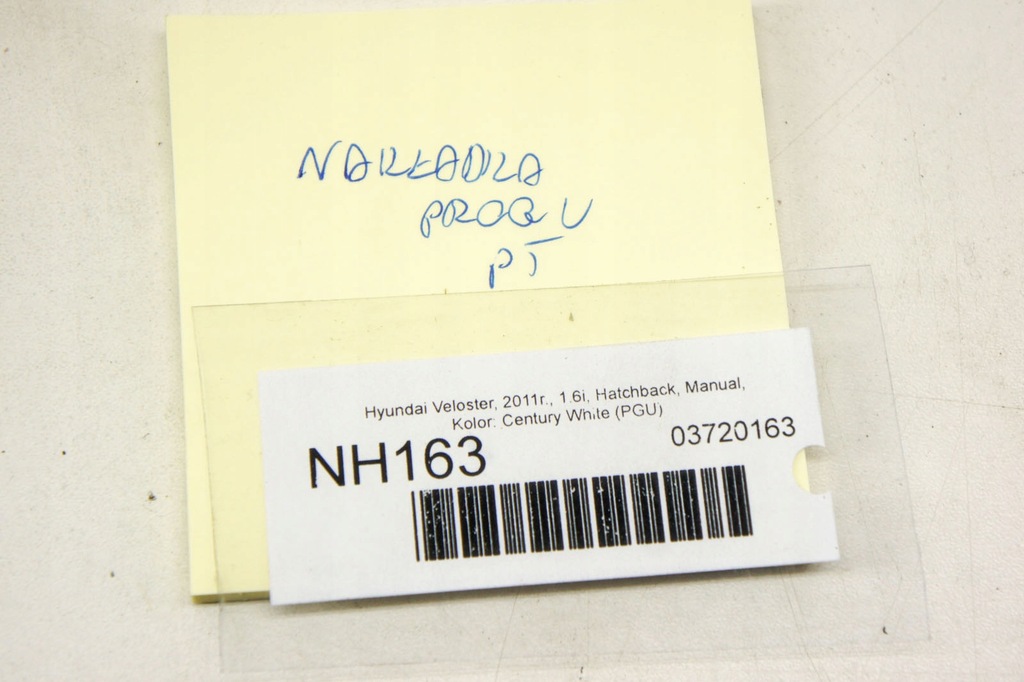 NAKŁADKA
PROGU
PT
Hyundai Veloster, 2011r., 1.6i, Hatchback, Manual,
Kolor: Century White (PGU)
NH163
03720163